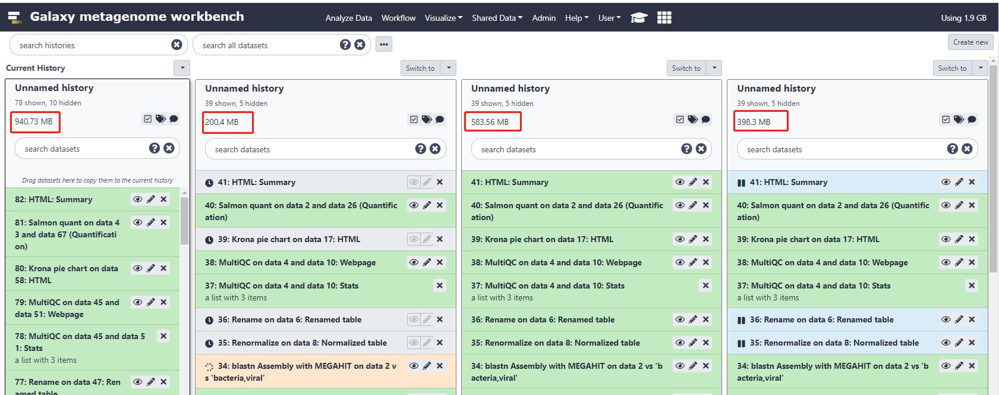 Galaxy metagenome workbench
Analyze Data Workflow Visualize Shared Data Admin Help User
Using 1.9 GB
search histories
search all datasets
Create new
Current History
Unnamed history
78 shown, 10 hidden
940.73 MB
search datasets
Drag datasets here to copy them to the current history
82: HTML: Summary
81: Salmon quant on data 4
3 and data 67 (Quantificati
on)
80: Krona pie chart on data
58: HTML
79: MultiQC on data 45 and
data 51: Webpage
78: MultiQC on data 45 and data 5
1: Stats
a list with 3 items
77: Rename on data 47: Ren
amed table
Switch to
Unnamed history
39 shown, 5 hidden
200.4 MB
search datasets
41: HTML: Summary
40: Salmon quant on data 2 and data 26 (Quantific
ation)
39: Krona pie chart on data 17: HTML
38: MultiQC on data 4 and data 10: Webpage
37: MultiQC on data 4 and data 10: Stats
a list with 3 items
36: Rename on data 6: Renamed table
35: Renormalize on data 8: Normalized table
34: blastn Assembly with MEGAHIT on data 2 v
s 'bacteria,viral'
Switch to
Unnamed history
39 shown, 5 hidden
583.56 MB
search datasets
41: HTML: Summary
40: Salmon quant on data 2 and data 26 (Quantific
ation)
39: Krona pie chart on data 17: HTML
38: MultiQC on data 4 and data 10: Webpage
37: MultiQC on data 4 and data 10: Stats
a list with 3 items
36: Rename on data 6: Renamed table
35: Renormalize on data 8: Normalized table
34: blastn Assembly with MEGAHIT on data 2 vs 'b
acteria,viral'
Switch to
Unnamed history
39 shown, 5 hidden
398.3 MB
search datasets
41: HTML: Summary
40: Salmon quant on data 2 and data 26 (Quantific
ation)
39: Krona pie chart on data 17: HTML
38: MultiQC on data 4 and data 10: Webpage
37: MultiQC on data 4 and data 10: Stats
a list with 3 items
36: Rename on data 6: Renamed table
35: Renormalize on data 8: Normalized table
34: blastn Assembly with MEGAHIT on data 2 vs 'b
acteria,viral'